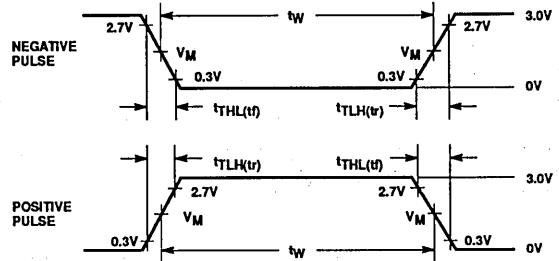 tW
3.0V
2.7V
2.7V
NEGATIVE
PULSE
VM
VM
0.3V
0.3V
0V
tTHL(tf)
tTLH(tr)
tTLH(tr)
tTHL(tf)
3.0V
2.7V
2.7V
POSITIVE
PULSE
VM
VM
0.3V
0.3V
tW
0V